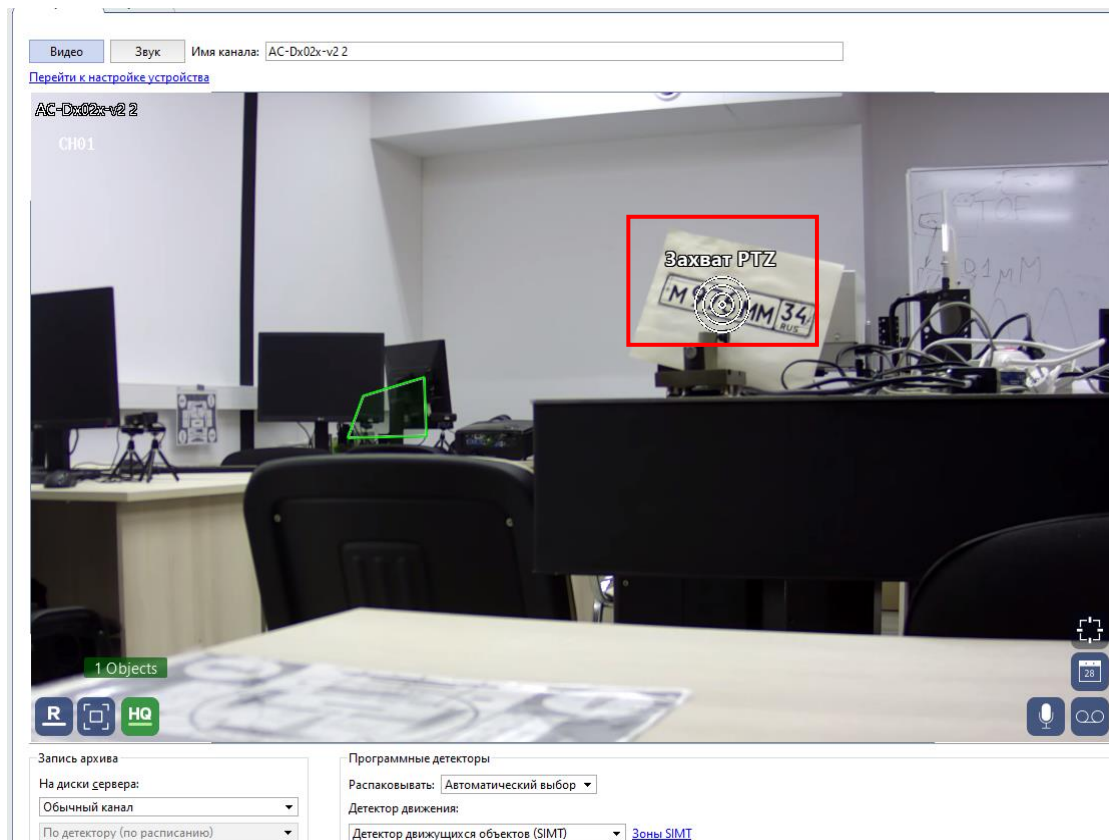 Видео
Звук
Имя канала:
AC-Dx02x-v2 2
Перейти к настройке устройства
AC-Dx02x-v2 2
CH01
Захват PTZ
ММ 34
RUS
1 Objects
28
R
HQ
Запись архива
Программные детекторы
На диски сервера:
Распаковывать: Автоматический выбор
Обычный канал
Детектор движения:
По детектору (по расписанию)
Детектор движущихся объектов (SIMT)
Зоны SIMT